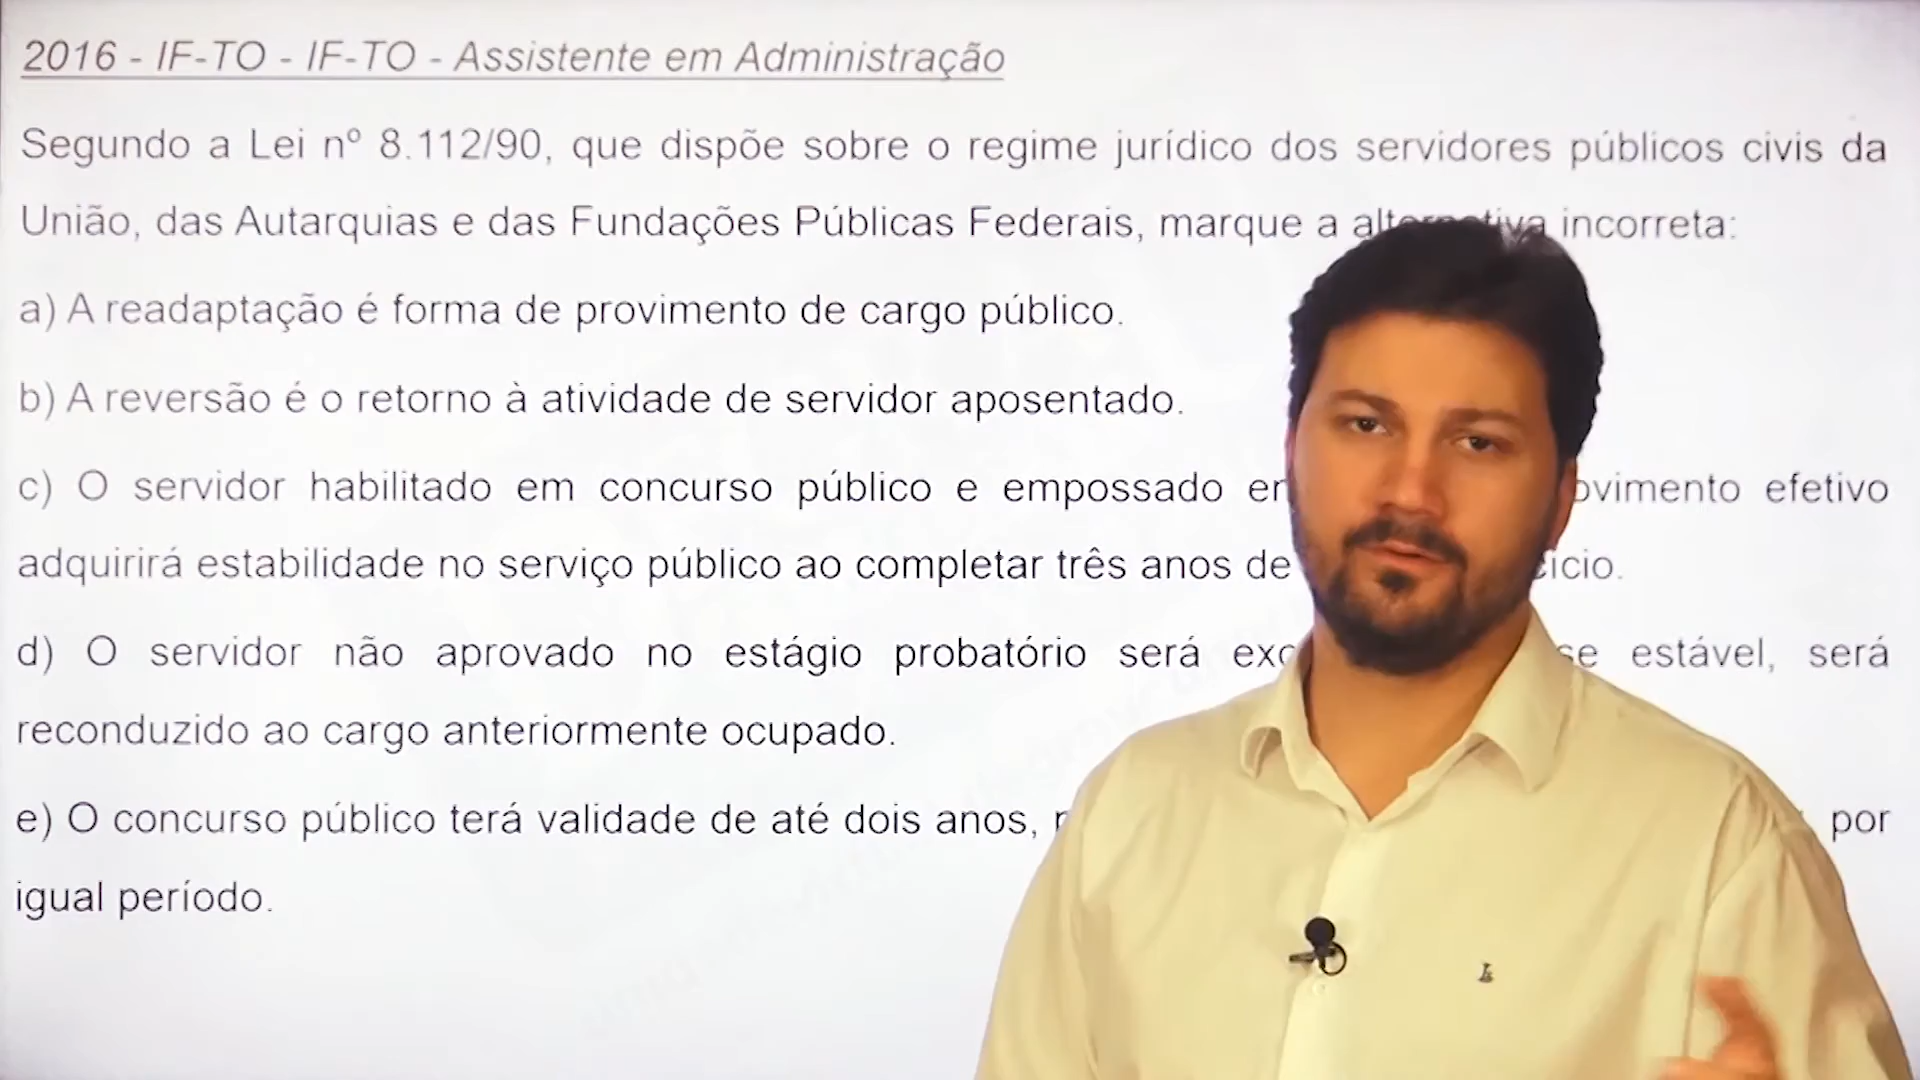 2016 - IF-TO - IF-TO - Assistente em Administração
Segundo a Lei nº 8.112/90, que dispõe sobre o regime jurídico dos servidores públicos civis da
União, das Autarquias e das Fundações Públicas Federais, marque a incorreta:
a) A readaptação é forma de provimento de cargo público.
b) A reversão é o retorno à atividade de servidor aposentado.
c) O servidor habilitado em concurso público e empossado efetivo
adquirirá estabilidade no serviço público ao completar três anos de
d) O servidor não aprovado no estágio probatório será se estável, será
reconduzido ao cargo anteriormente ocupado.
e) O concurso público terá validade de até dois anos, por
igual período.